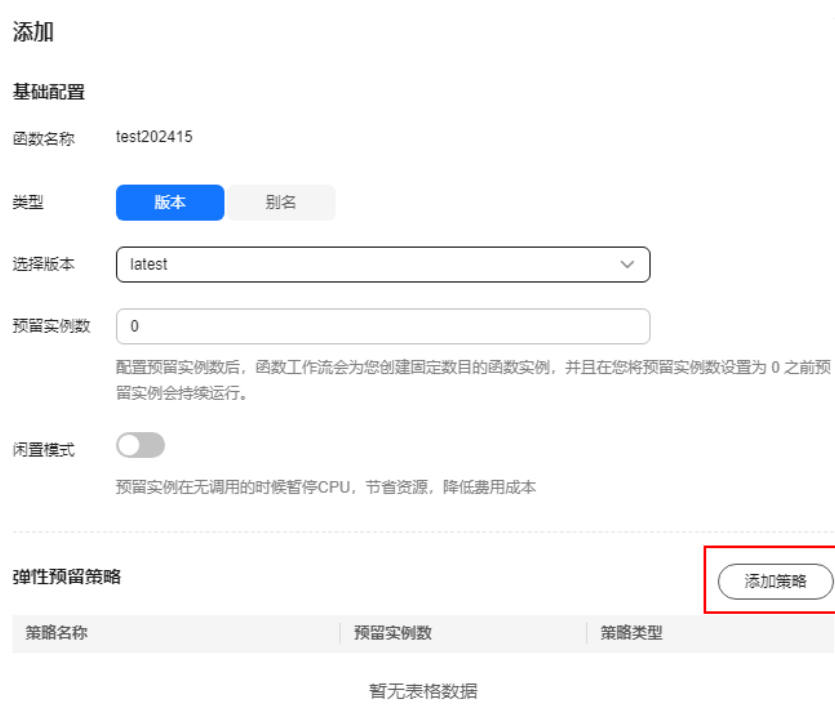 添加
基础配置
函数名称 test202415
类型 版本 别名
选择版本 latest
预留实例数 0
配置预留实例数后，函数工作流会为您创建固定数目的函数实例，并且在您将预留实例数设置为 0 之前预
留实例会持续运行。
闲置模式
预留实例在无调用的时候暂停CPU，节省资源，降低费用成本
弹性预留策略 添加策略
策略名称 预留实例数 策略类型
暂无表格数据